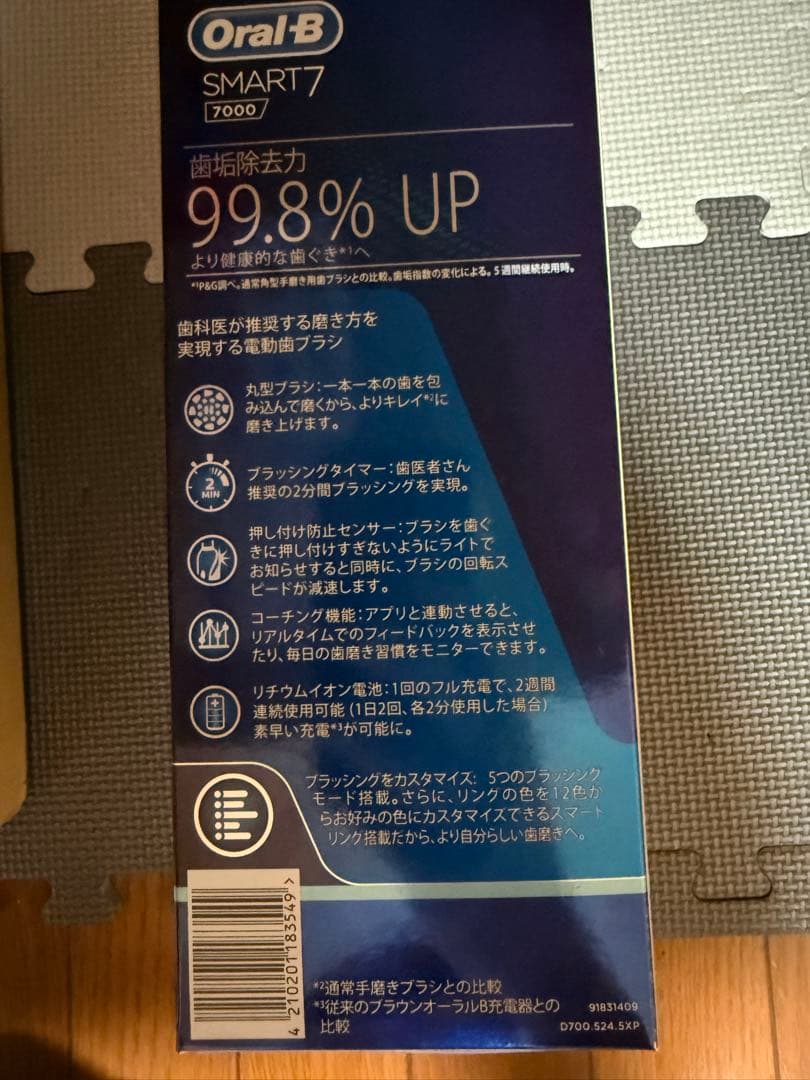 Oral-B
SMART7
7000
歯垢除去力
99.8% UP
より健康的な歯ぐき*1へ
*1P&G調べ。通常角型手磨き用歯ブラシとの比較。歯垢指数の変化による。5週間継続使用時。
歯科医が推奨する磨き方を
実現する電動歯ブラシ
丸型ブラシ：一本一本の歯を包
み込んで磨くから、よりキレイ*2に
磨き上げます。
2
MIN
ブラッシングタイマー：歯医者さん
推奨の2分間ブラッシングを実現。
押し付け防止センサー：ブラシを歯ぐ
きに押し付けすぎないようにライトで
お知らせすると同時に、ブラシの回転ス
ピードが減速します。
コーチング機能：アプリと連動させると、
リアルタイムでのフィードバックを表示させ
たり、毎日の歯磨き習慣をモニターできます。
リチウムイオン電池：1回のフル充電で、2週間
連続使用可能（1日2回、各2分使用した場合）
素早い充電*3が可能に。
ブラッシングをカスタマイズ： 5つのブラッシング
モード搭載。さらに、リングの色を12色か
らお好みの色にカスタマイズできるスマート
リング搭載だから、より自分らしい歯磨きへ。
4 210201183549>
*2通常手磨きブラシとの比較
*3従来のブラウンオーラルB充電器との
比較
91831409
D700.524.5XP